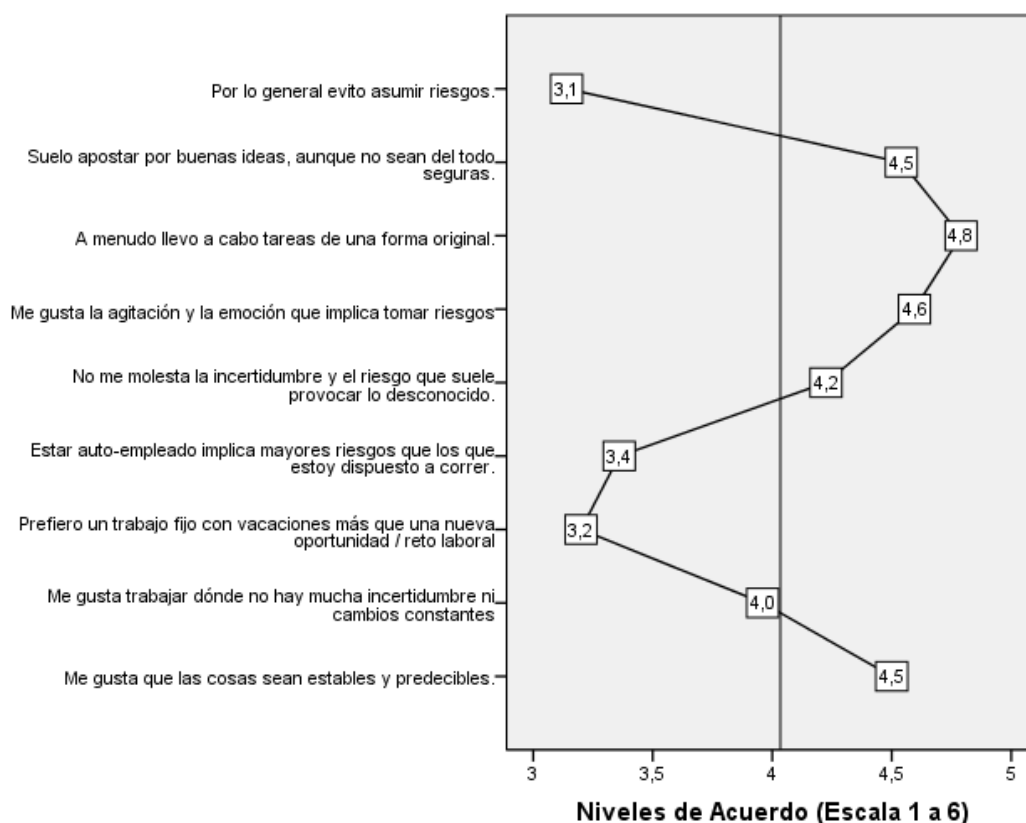 Por lo general evito asumir riesgos.
3,1
Suelo apostar por buenas ideas, aunque no sean del todo
seguras.
4,5
A menudo llevo a cabo tareas de una forma original.
4,8
Me gusta la agitación y la emoción que implica tomar riesgos
4,6
No me molesta la incertidumbre y el riesgo que suele
provocar lo desconocido.
4,2
Estar auto-empleado implica mayores riesgos que los que
estoy dispuesto a correr.
3,4
Prefiero un trabajo fijo con vacaciones más que una nueva
oportunidad / reto laboral
3,2
Me gusta trabajar dónde no hay mucha incertidumbre ni
cambios constantes
4,0
Me gusta que las cosas sean estables y predecibles.
4,5
3 3,5 4 4,5 5
Niveles de Acuerdo (Escala 1 a 6)